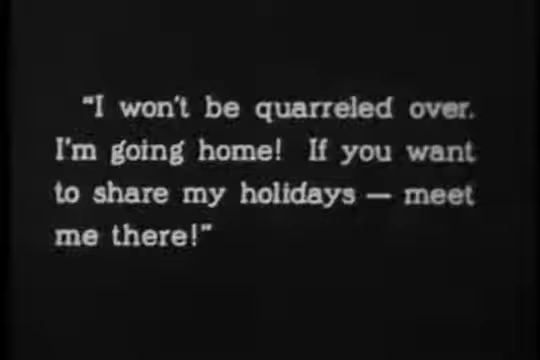 "I won't be quarreled over.
I'm going home! If you want
to share my holidays — meet
me there!"